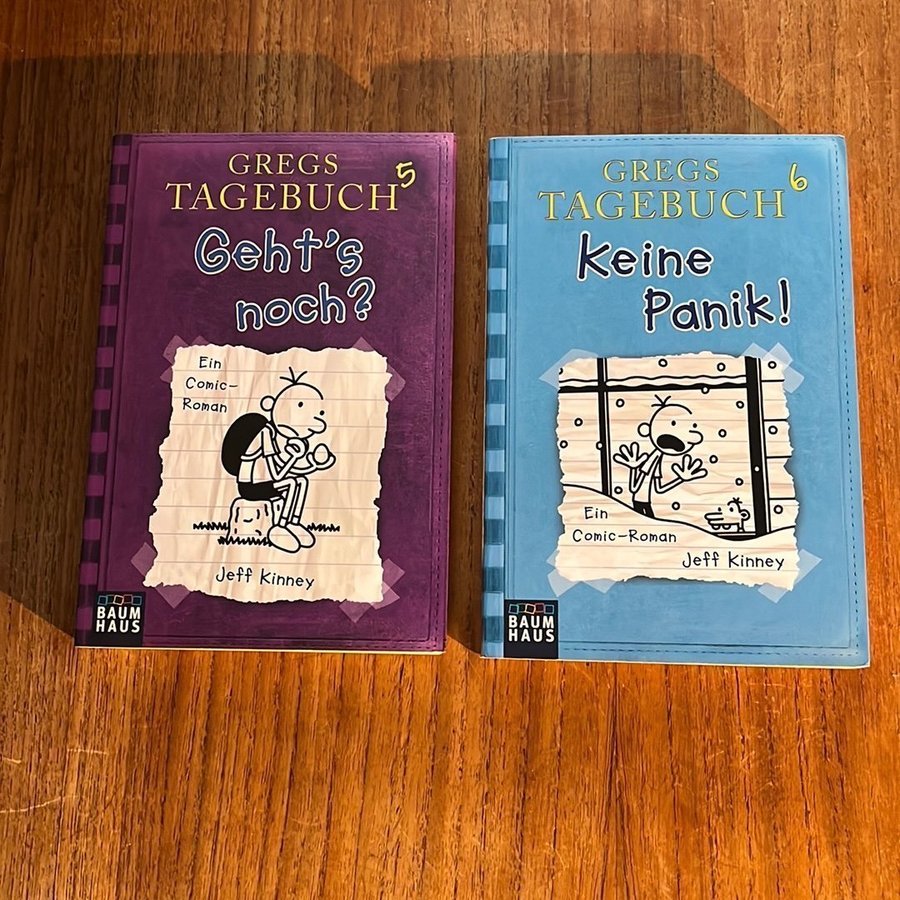 GREGS
TAGEBUCH 5
Geht's
noch?
Ein
Comic-
Roman
Jeff Kinney
BAUM
HAUS
GREGS
TAGEBUCH 6
Keine
Panik!
Ein
Comic-Roman
Jeff Kinney
BAUM
HAUS